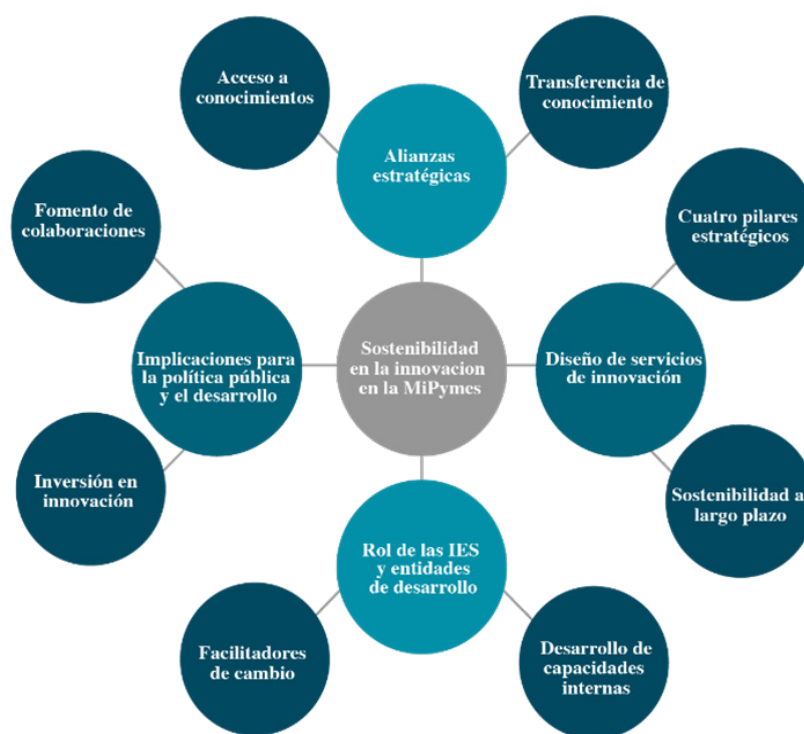 Acceso a
conocimientos
Transferencia de
conocimiento
Alianzas
estratégicas
Fomento de
colaboraciones
Cuatro pilares
estratégicos
Implicaciones para
la política pública
y el desarrollo
Sostenibilidad
en la innovacion
en la MiPymes
Diseño de servicios
de innovación
Inversión en
innovación
Sostenibilidad a
largo plazo
Rol de las IES
y entidades
de desarrollo
Facilitadores
de cambio
Desarrollo de
capacidades
internas